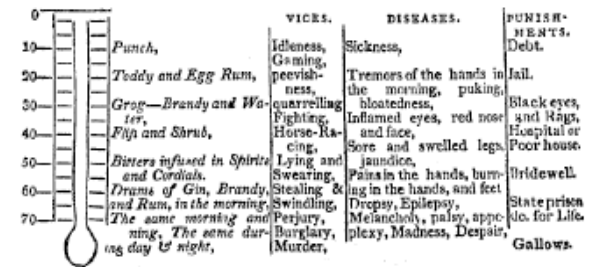 0 VICES. DISEASES. PUNISH-
MENTS.
10 Punch, Idleness, Sickness, Debt.
Gaming,
20 Toddy and Egg Rum, peevish- Tremors of the hands in Jail.
ness, the morning, puking,
30 Grog—Brandy and Wa- quarrelling bloatedness, Black eyes,
ter, Fighting, Inflamed eyes, red nose and Rags,
40 Flip and Shrub, Horse-Ra- and face, Hospital or
cing, Sore and swelled legs, Poor house.
50 Bitters infused in Spirits Lying and jaundice,
and Cordials. Swearing, Pains in the hands, burn- Bridewell.
60 Drams of Gin, Brandy, Stealing & ing in the hands, and feet
and Rum, in the morning, Swindling, Dropsy, Epilepsy, State prison
70 The same morning and Perjury, Melancholy, palsy, appo- do. for Life.
ning, The same dur- Burglary, plexy, Madness, Despair,
ing day & night, Murder, Gallows.